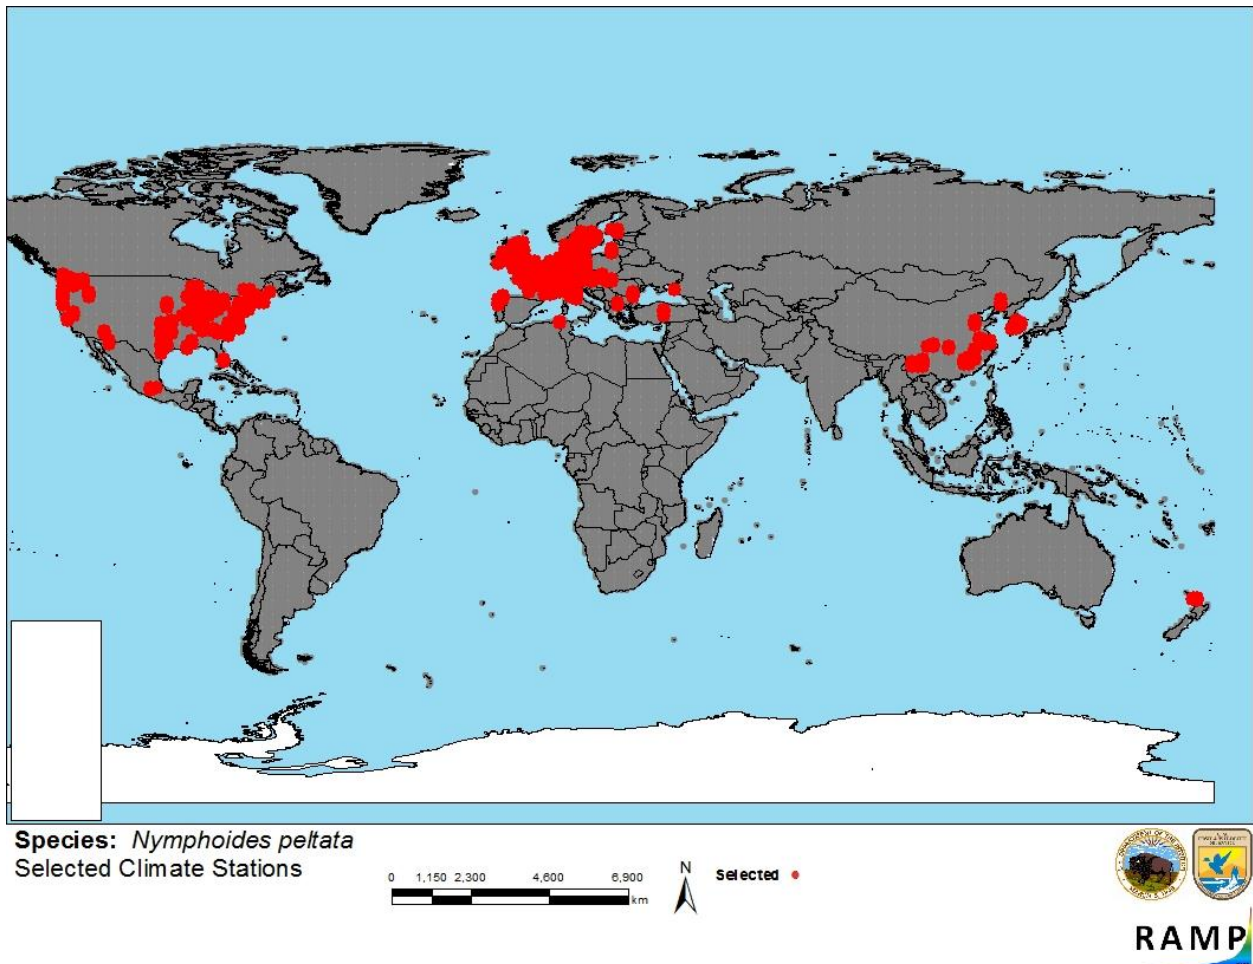 Species: Nymphoides peltata
Selected Climate Stations
0 1,150 2,300 4,600 6,900
km
N
Selected
RAMP